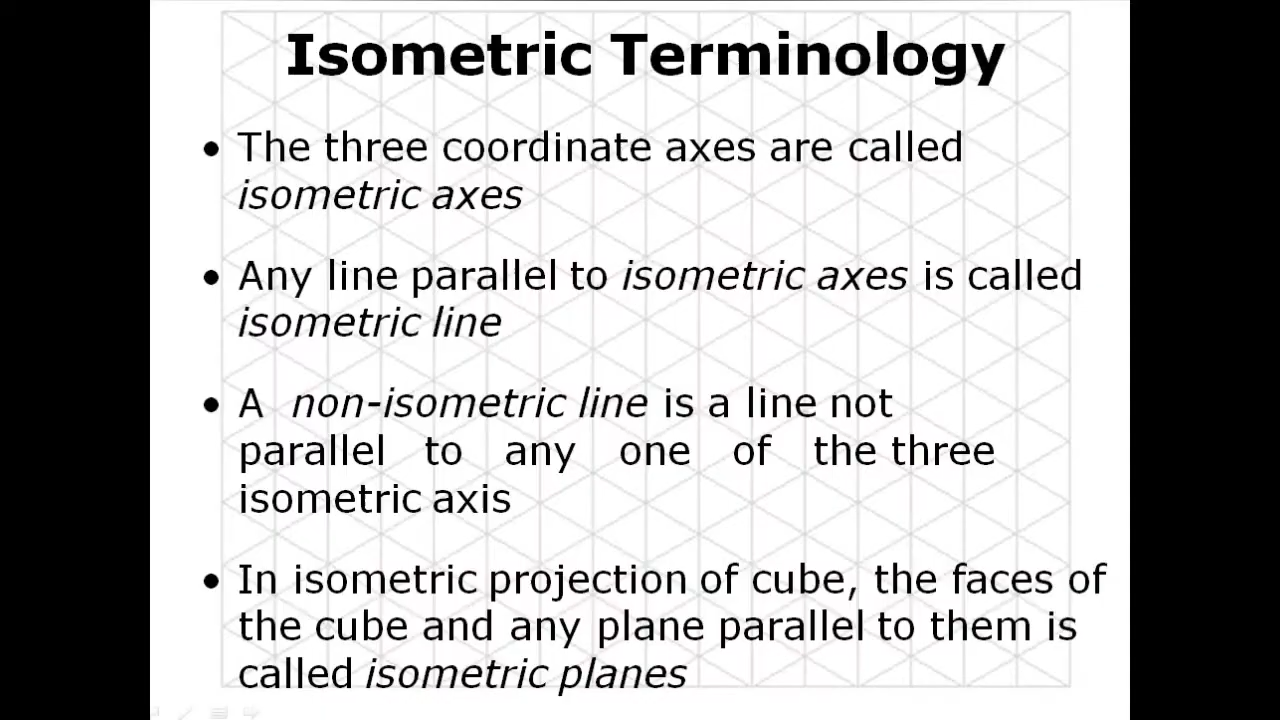 Isometric Terminology
• The three coordinate axes are called
isometric axes
• Any line parallel to isometric axes is called
isometric line
• A non-isometric line is a line not
parallel to any one of the three
isometric axis
• In isometric projection of cube, the faces of
the cube and any plane parallel to them is
called isometric planes